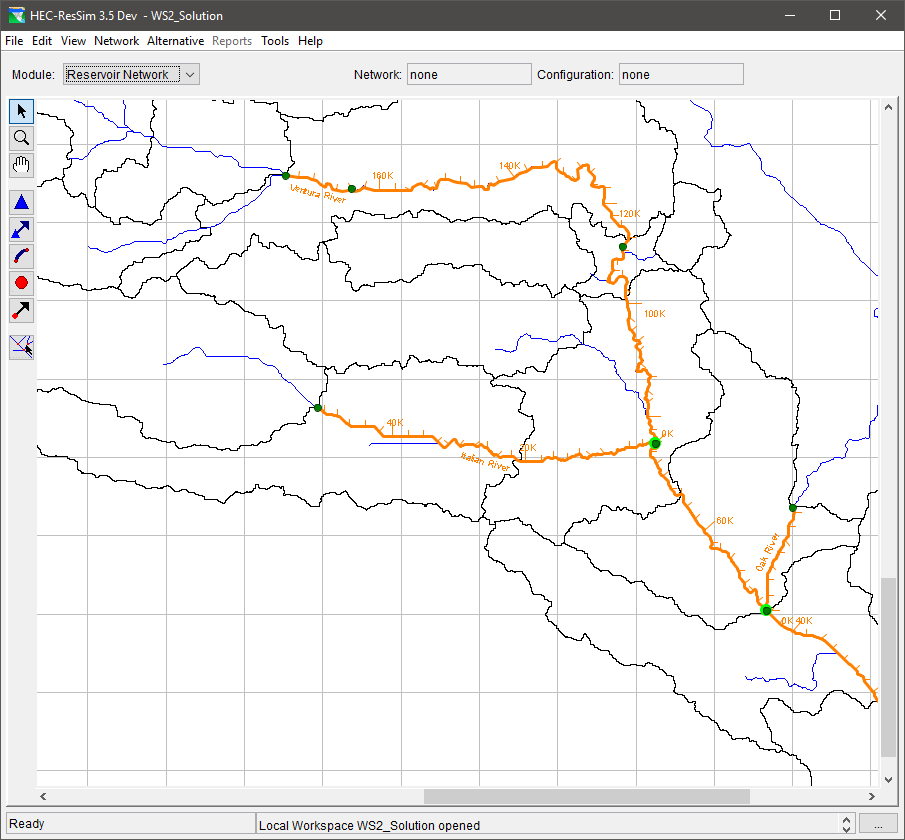 HEC-ResSim 3.5 Dev - WS2_Solution
File Edit View Network Alternative Reports Tools Help
Module: Reservoir Network Network: none Configuration: none
160K
140K
Ventura River
120K
100K
40K
0K
20K
Italian River
60K
Oak River
0K 40K
Ready
Local Workspace WS2_Solution opened
...